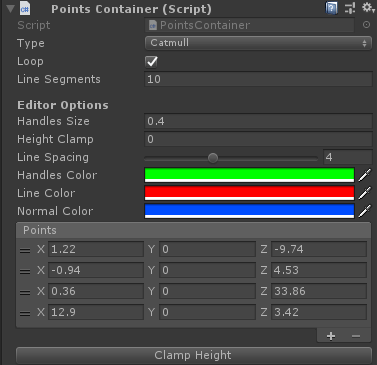 Points Container (Script)
Script PointsContainer
Type Catmull
Loop
Line Segments 10
Editor Options
Handles Size 0.4
Height Clamp 0
Line Spacing 4
Handles Color
Line Color
Normal Color
Points
X 1.22 Y 0 Z -9.74
X -0.94 Y 0 Z 4.53
X 0.36 Y 0 Z 33.86
X 12.9 Y 0 Z 3.42
+ −
Clamp Height